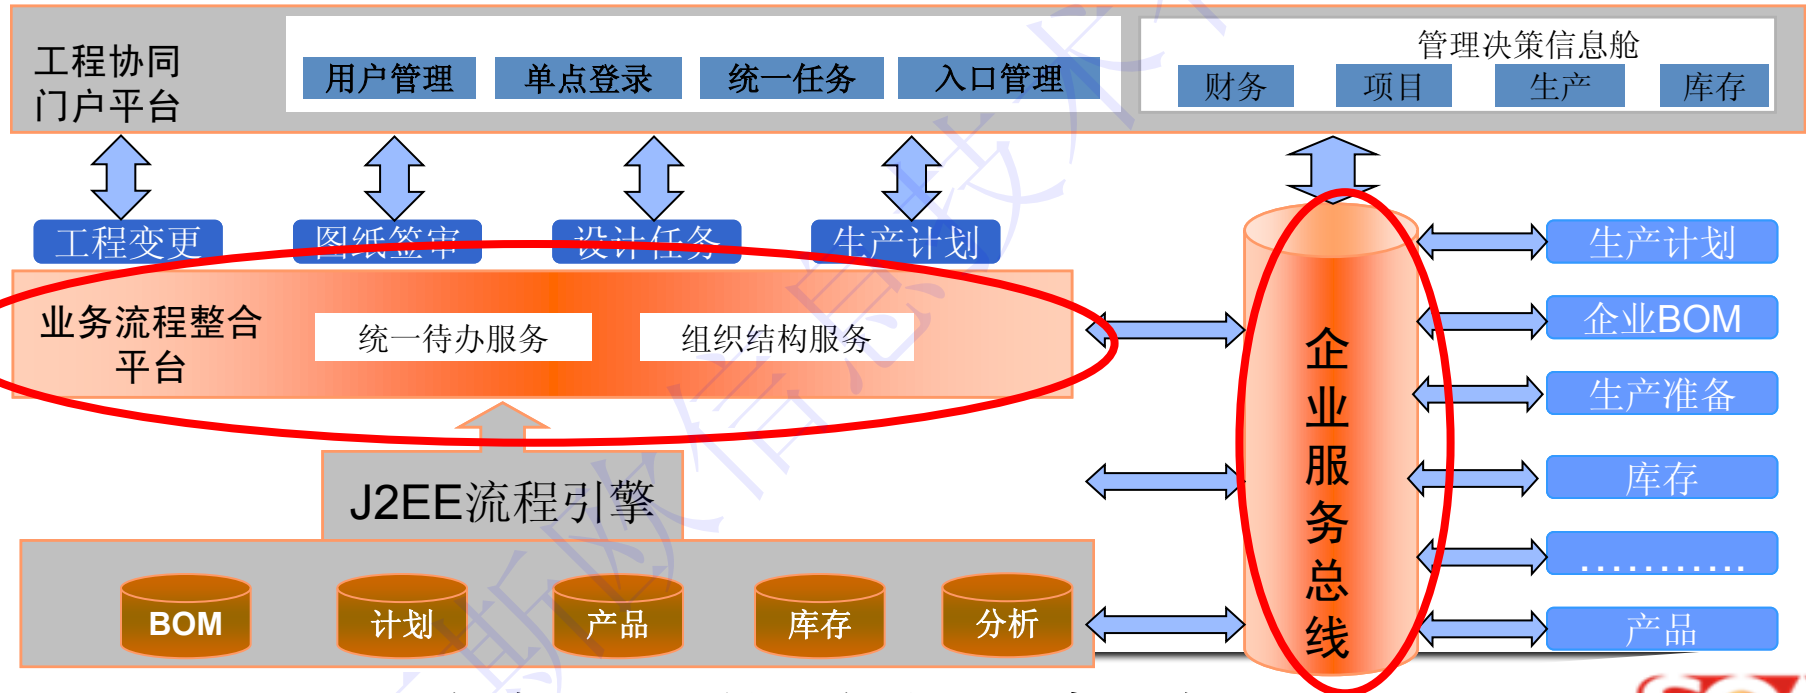 工程协同
门户平台
用户管理
单点登录
统一任务
入口管理
管理决策信息舱
财务
项目
生产
库存
工程变更
图纸签审
设计任务
生产计划
业务流程整合
平台
统一待办服务
组织结构服务
J2EE流程引擎
BOM
计划
产品
库存
分析
企
业
服
务
总
线
生产计划
企业BOM
生产准备
库存
...........
产品